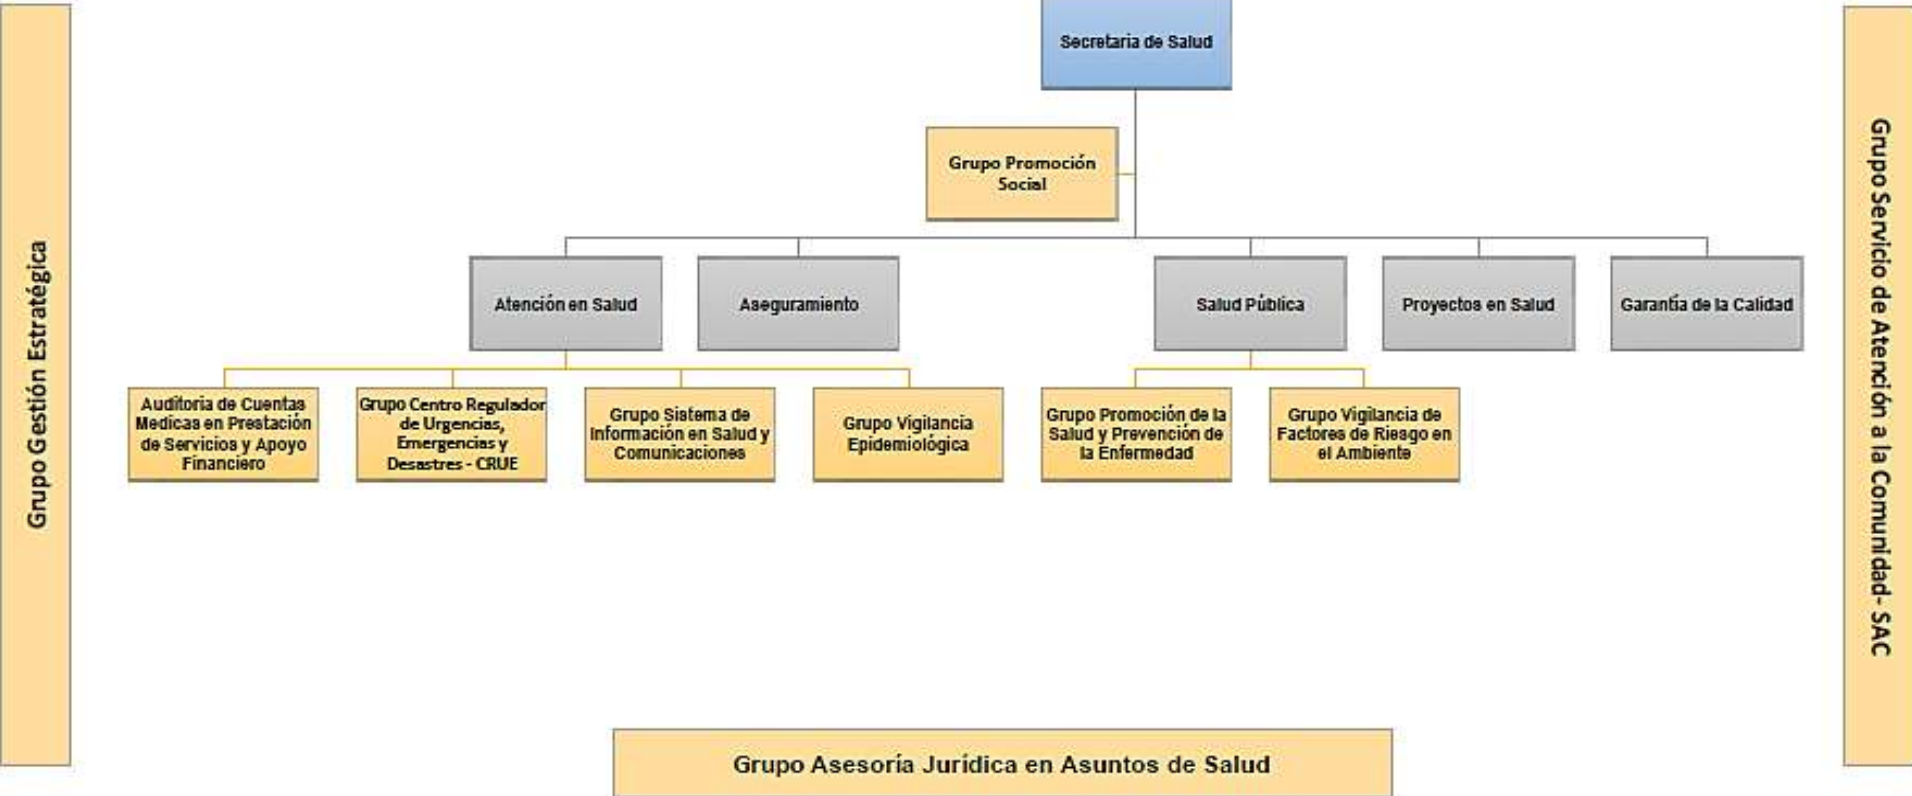 Secretaria de Salud
Grupo Promoción
Social
Grupo Gestión Estratégica
Grupo Servicio de Atención a la Comunidad- SAC
Atención en Salud
Aseguramiento
Salud Pública
Proyectos en Salud
Garantía de la Calidad
Auditoria de Cuentas
Medicas en Prestación
de Servicios y Apoyo
Financiero
Grupo Centro Regulador
de Urgencias,
Emergencias y
Desastres - CRUE
Grupo Sistema de
Información en Salud y
Comunicaciones
Grupo Vigilancia
Epidemiológica
Grupo Promoción de la
Salud y Prevención de
la Enfermedad
Grupo Vigilancia de
Factores de Riesgo en
el Ambiente
Grupo Asesoría Jurídica en Asuntos de Salud